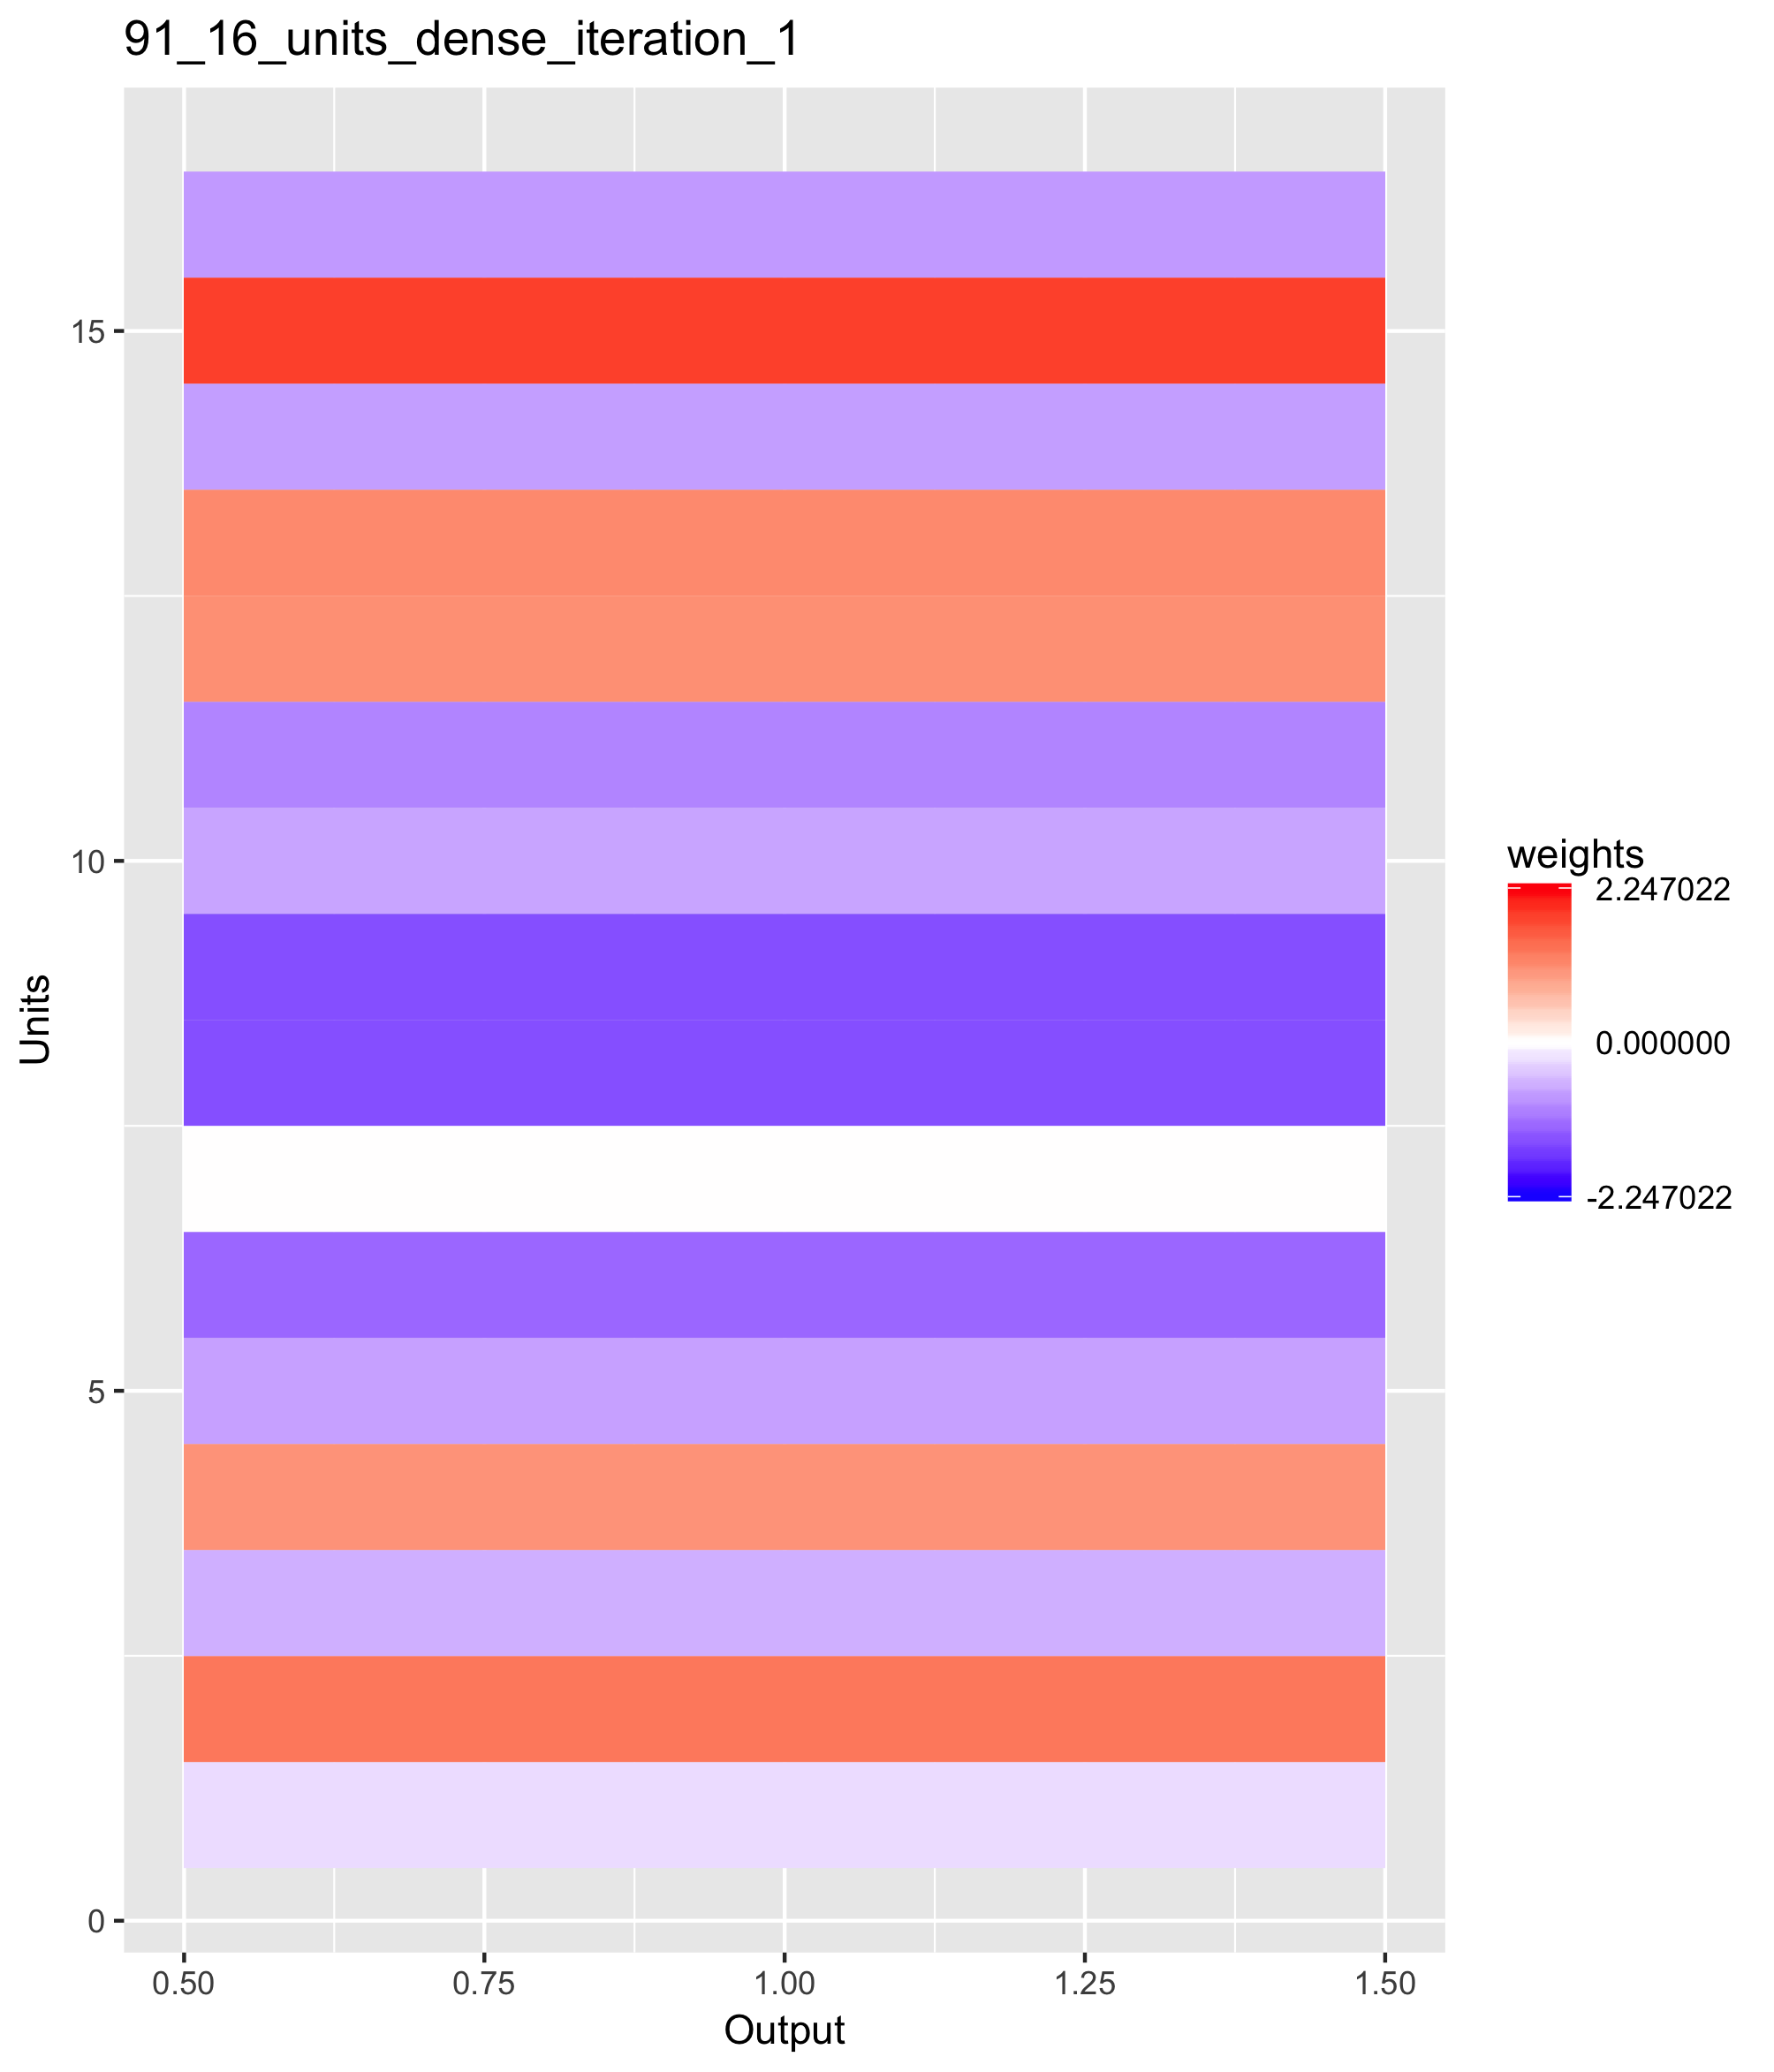 91_16_units_dense_iteration_1
15
10
5
0
Units
0.50 0.75 1.00 1.25 1.50
Output
weights
2.247022
0.000000
-2.247022